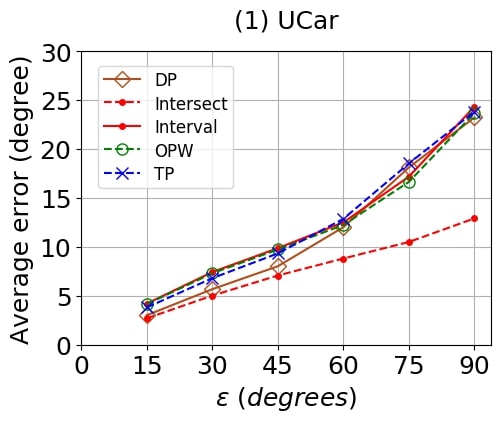 (1) UCar
Average error (degree)
30
25
20
15
10
5
0
DP
Intersect
Interval
OPW
TP
0 15 30 45 60 75 90
ε (degrees)